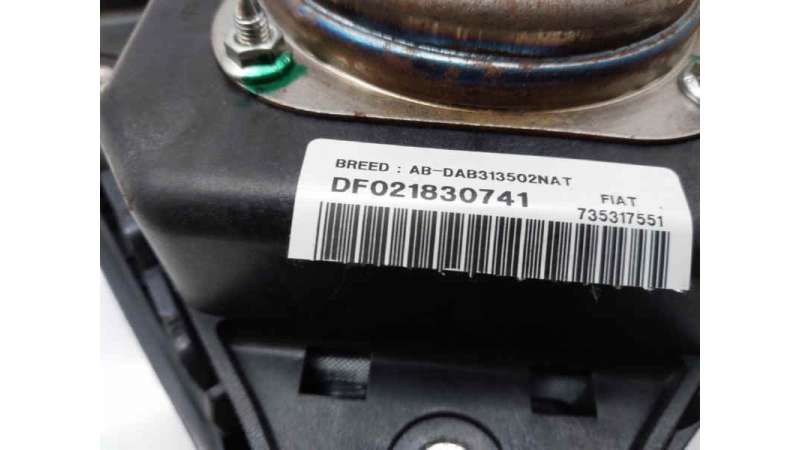 BREED : AB-DAB313502NAT
DF021830741 FIAT
735317551